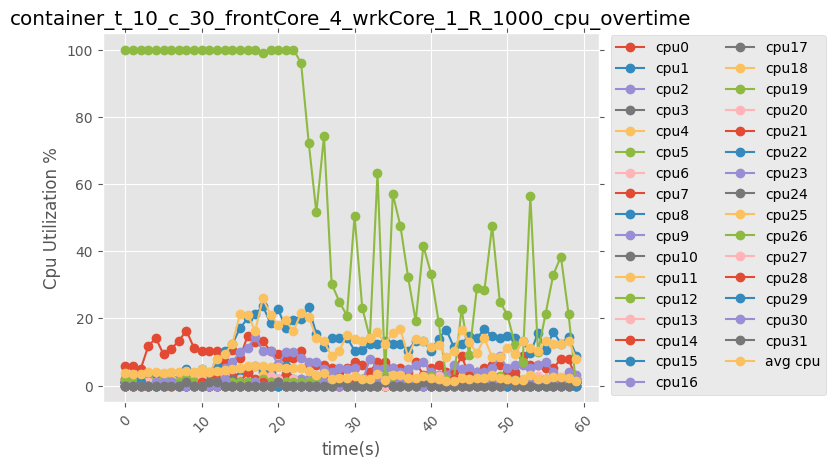 container_t_10_c_30_frontCore_4_wrkCore_1_R_1000_cpu_overtime
100
80
60
40
20
0
Cpu Utilization %
0
10
20
30
40
50
60
time(s)
cpu0
cpu1
cpu2
cpu3
cpu4
cpu5
cpu6
cpu7
cpu8
cpu9
cpu10
cpu11
cpu12
cpu13
cpu14
cpu15
cpu16
cpu17
cpu18
cpu19
cpu20
cpu21
cpu22
cpu23
cpu24
cpu25
cpu26
cpu27
cpu28
cpu29
cpu30
cpu31
avg cpu